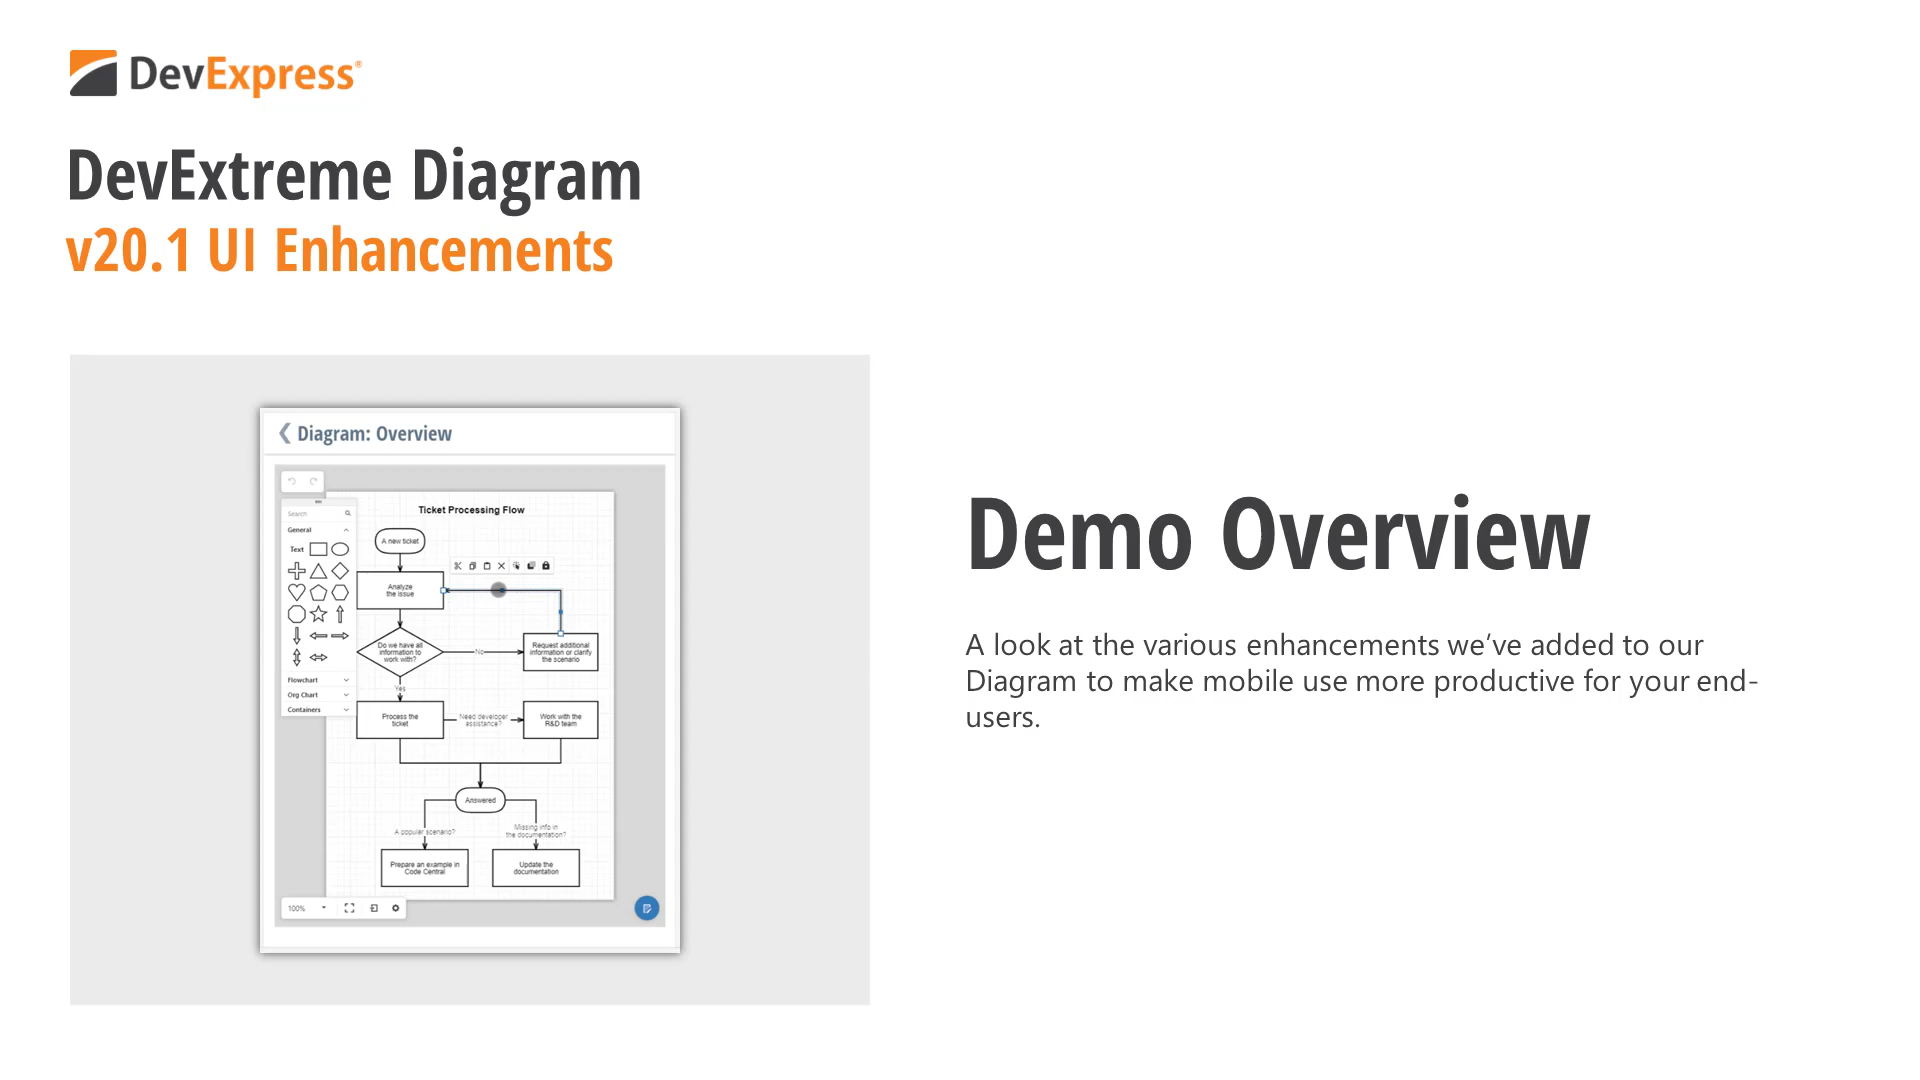 DevExpress®
DevExtreme Diagram
v20.1 UI Enhancements
Diagram: Overview
Search
General
Text
Flowchart
Org Chart
Containers
Ticket Processing Flow
A new ticket
Analyze
the issue
Do we have all
information to
work with?
No
Request additional
information or clarify
the scenario
Yes
Process the
ticket
Need developer
assistance?
Work with the
R&D team
Answered
A popular scenario?
Missing info in
the documentation?
Prepare an example in
Code Central
Update the
documentation
100%
Demo Overview
A look at the various enhancements we’ve added to our
Diagram to make mobile use more productive for your end-
users.